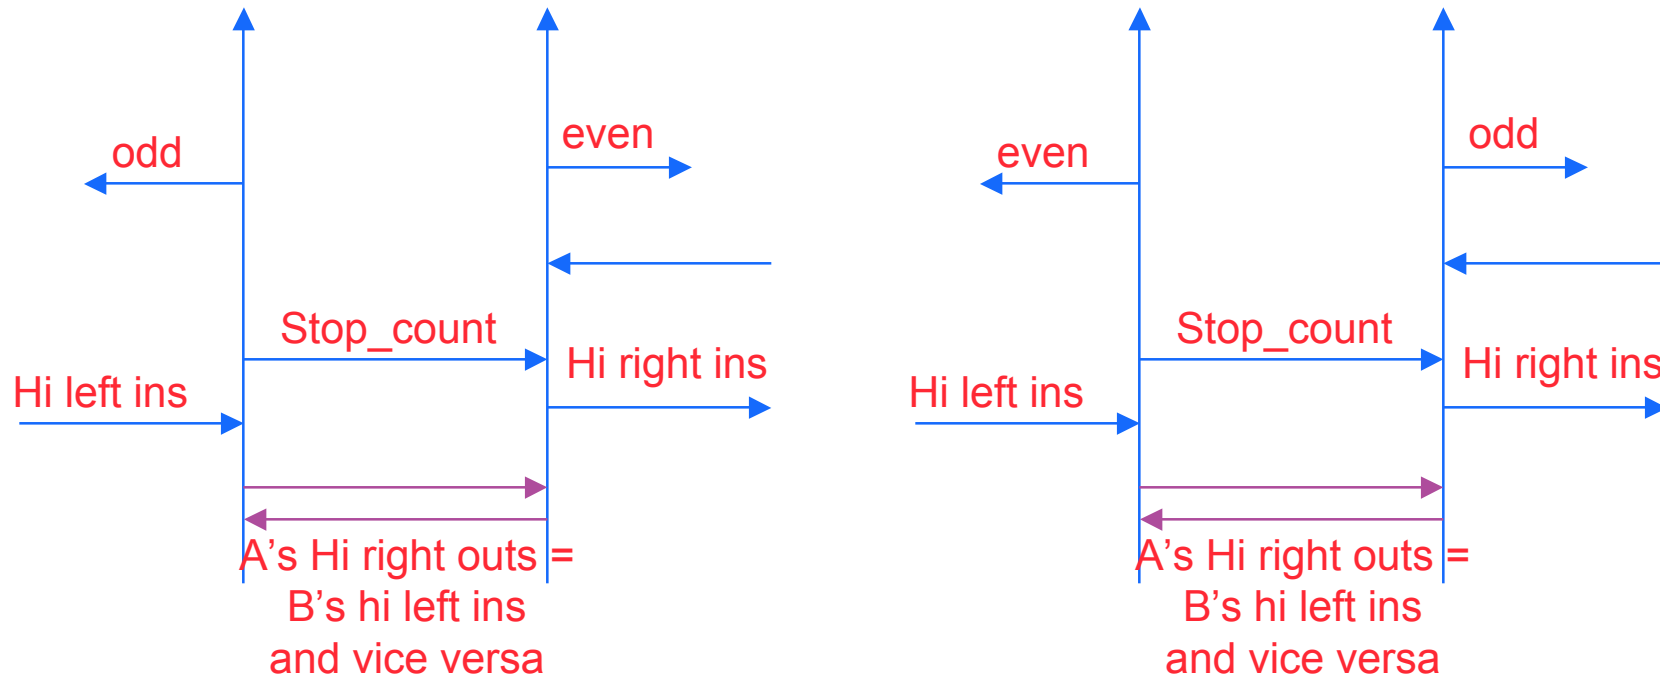 odd
even
Stop_count
Hi right ins
Hi left ins
A's Hi right outs =
B's hi left ins
and vice versa
even
odd
Stop_count
Hi right ins
Hi left ins
A's Hi right outs =
B's hi left ins
and vice versa